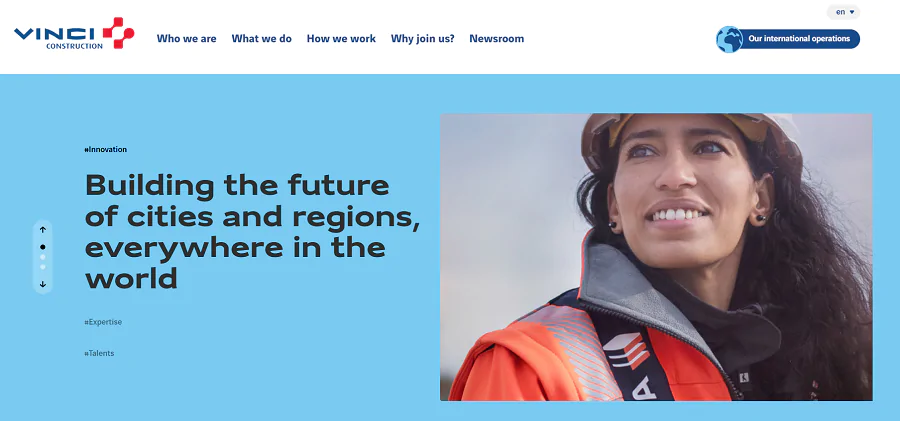 VINCI
CONSTRUCTION
Who we are
What we do
How we work
Why join us?
Newsroom
en
Our international operations
#Innovation
Building the future
of cities and regions,
everywhere in the
world
#Expertise
#Talents